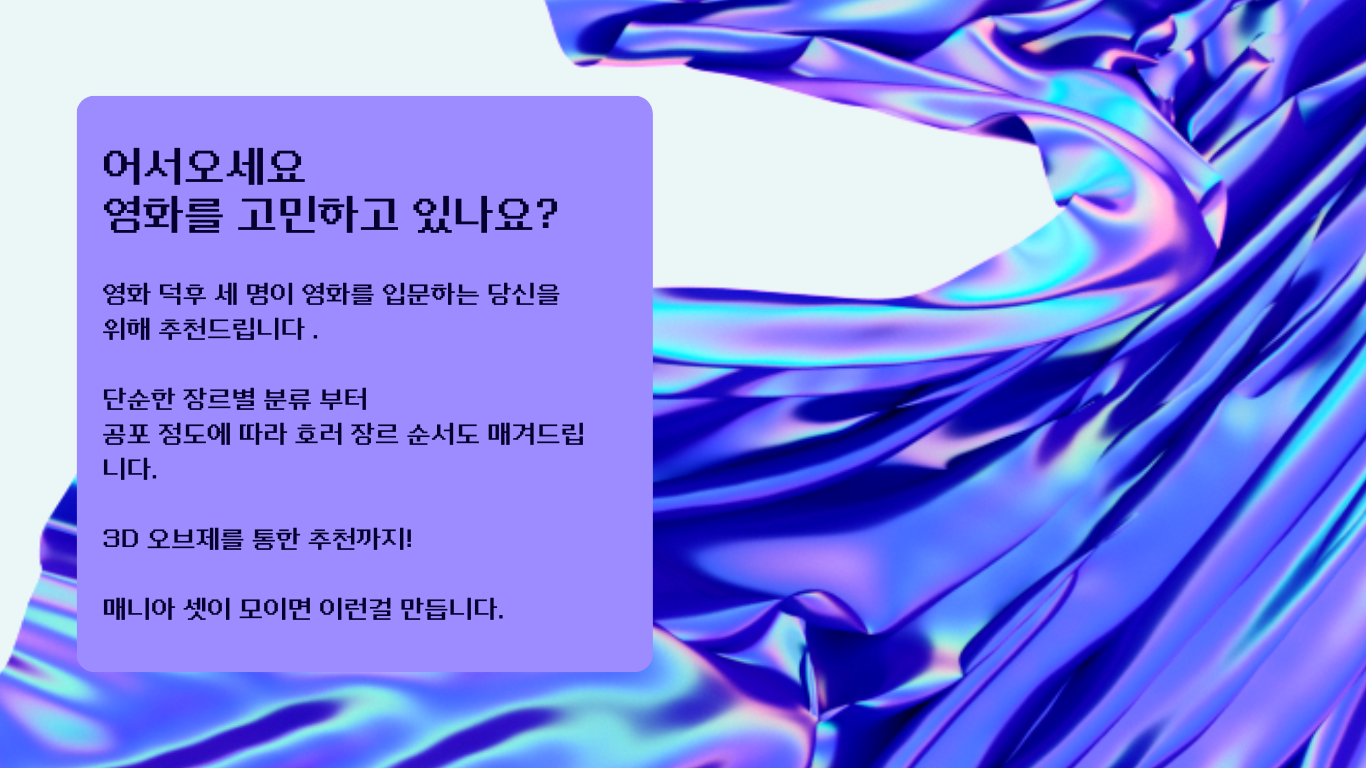 어서오세요
영화를 고민하고 있나요?
영화 덕후 세 명이 영화를 입문하는 당신을
위해 추천드립니다 .
단순한 장르별 분류 부터
공포 정도에 따라 호러 장르 순서도 매겨드립
니다.
3D 오브제를 통한 추천까지!
매니아 셋이 모이면 이런걸 만듭니다.